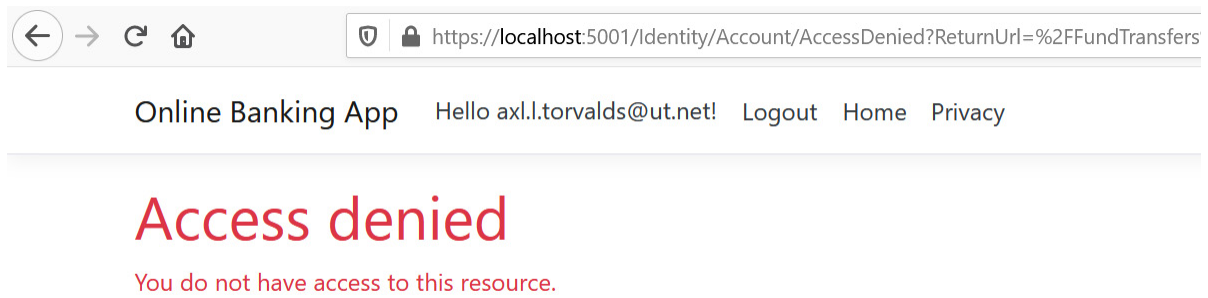 https://localhost:5001/Identity/Account/AccessDenied?ReturnUrl=%2FFundTransfers
Online Banking App Hello axl.l.torvalds@ut.net! Logout Home Privacy
Access denied
You do not have access to this resource.